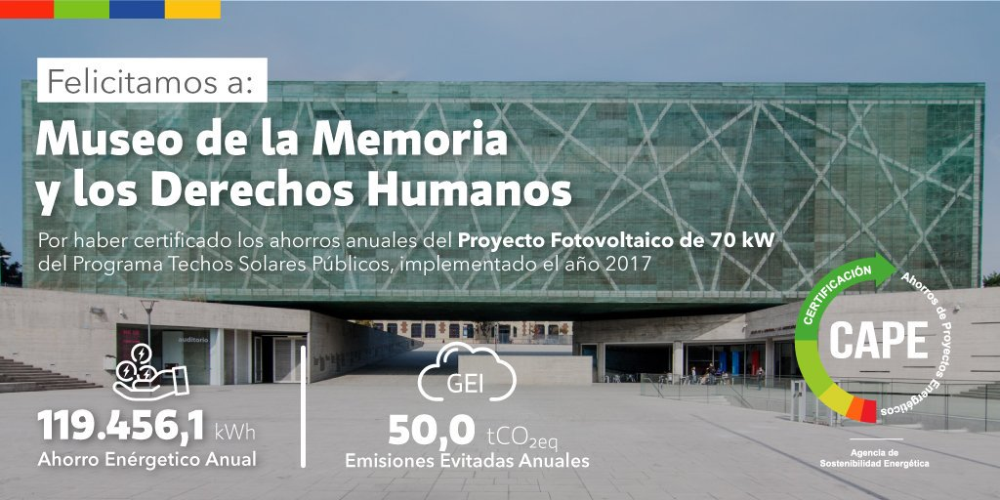 Felicitamos a:
Museo de la Memoria
y los Derechos Humanos
Por haber certificado los ahorros anuales del Proyecto Fotovoltaico de 70 kW
del Programa Techos Solares Públicos, implementado el año 2017
auditorio
119.456,1 kWh
Ahorro Enérgetico Anual
GEI
50,0 tCO2eq
Emisiones Evitadas Anuales
CERTIFICACIÓN
Ahorros de Proyectos Energéticos
CAPE
Agencia de
Sostenibilidad Energética